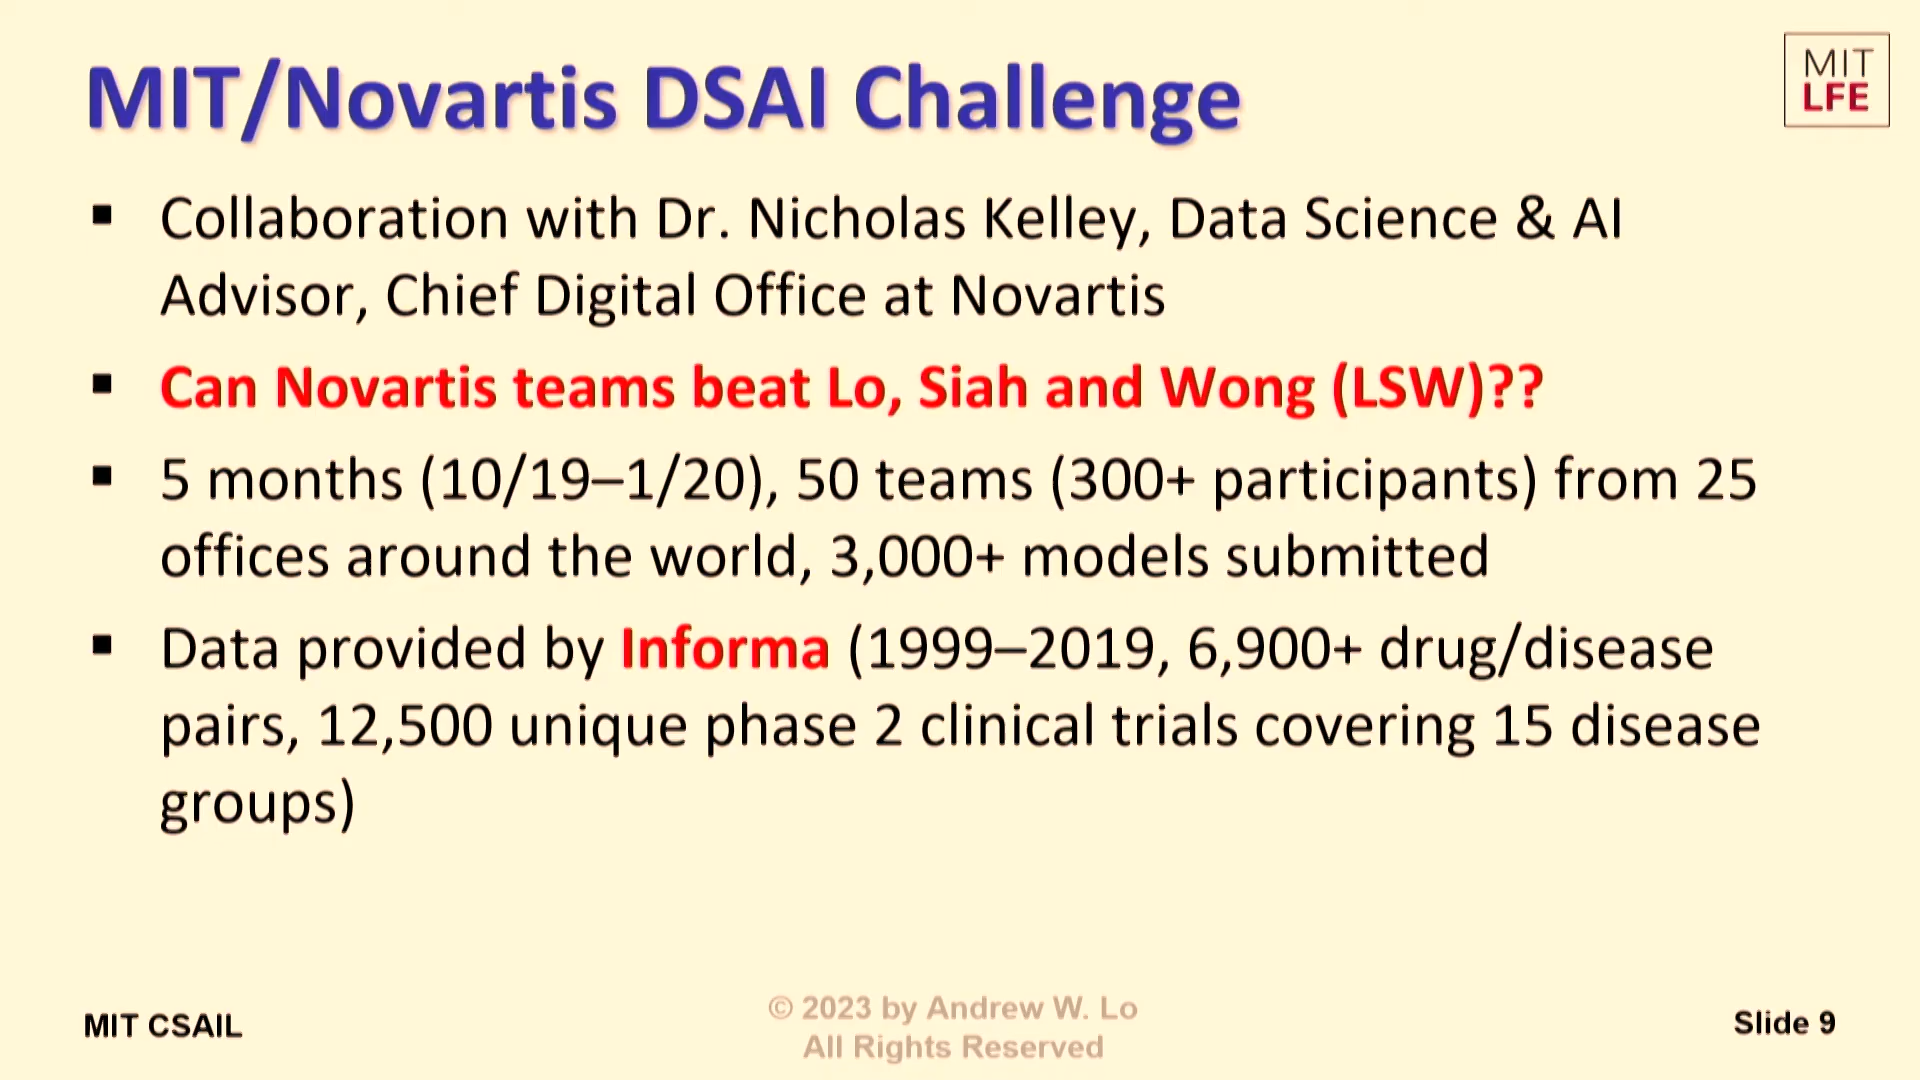 MIT/Novartis DSAI Challenge
MIT
LFE
▪ Collaboration with Dr. Nicholas Kelley, Data Science & AI
Advisor, Chief Digital Office at Novartis
▪ Can Novartis teams beat Lo, Siah and Wong (LSW)??
▪ 5 months (10/19–1/20), 50 teams (300+ participants) from 25
offices around the world, 3,000+ models submitted
▪ Data provided by Informa (1999–2019, 6,900+ drug/disease
pairs, 12,500 unique phase 2 clinical trials covering 15 disease
groups)
MIT CSAIL
© 2023 by Andrew W. Lo
All Rights Reserved
Slide 9